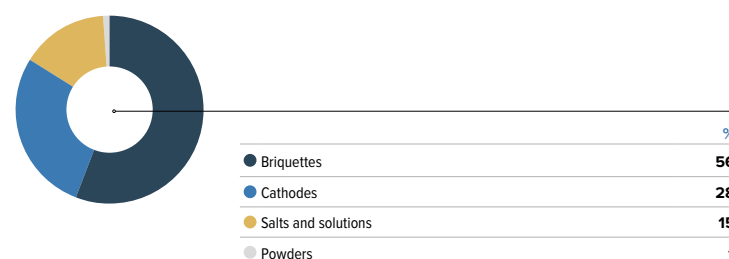 %
Briquettes 56
Cathodes 28
Salts and solutions 15
Powders